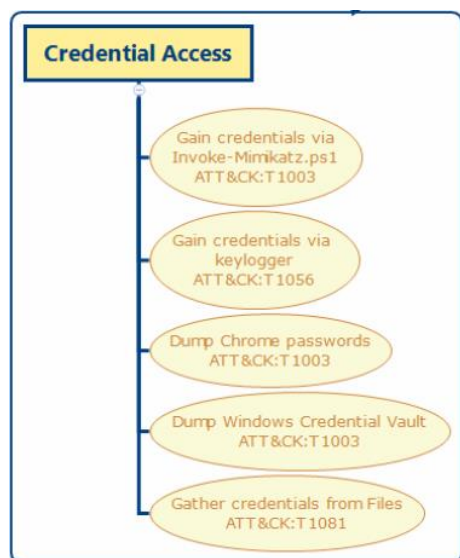 Credential Access
Gain credentials via
Invoke-Mimikatz.ps1
ATT&CK:T1003
Gain credentials via
keylogger
ATT&CK:T1056
Dump Chrome passwords
ATT&CK:T1003
Dump Windows Credential Vault
ATT&CK:T1003
Gather credentials from Files
ATT&CK:T1081